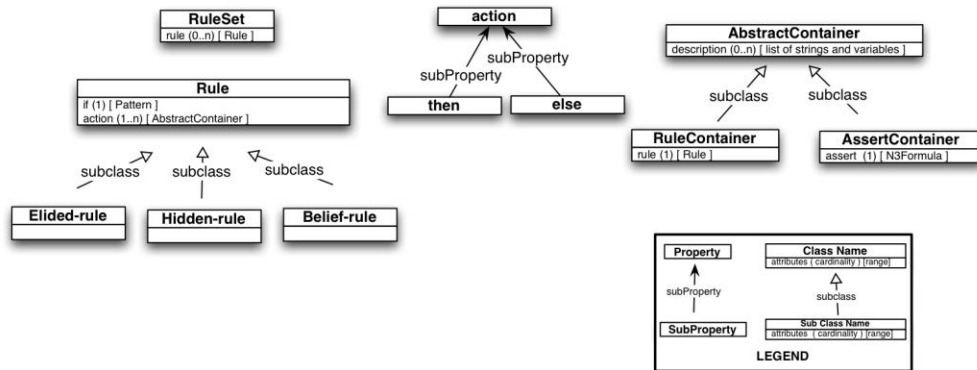 RuleSet
rule (0..n) [ Rule ]
action
subProperty
subProperty
then
else
AbstractContainer
description (0..n) [ list of strings and variables ]
subclass
subclass
RuleContainer
rule (1) [ Rule ]
AssertContainer
assert (1) [ N3Formula ]
Rule
if (1) [ Pattern ]
action (1..n) [ AbstractContainer ]
subclass
subclass
subclass
Elided-rule
Hidden-rule
Belief-rule
Property
subProperty
SubProperty
Class Name
attributes ( cardinality ) [range]
subclass
Sub Class Name
attributes ( cardinality ) [range]
LEGEND